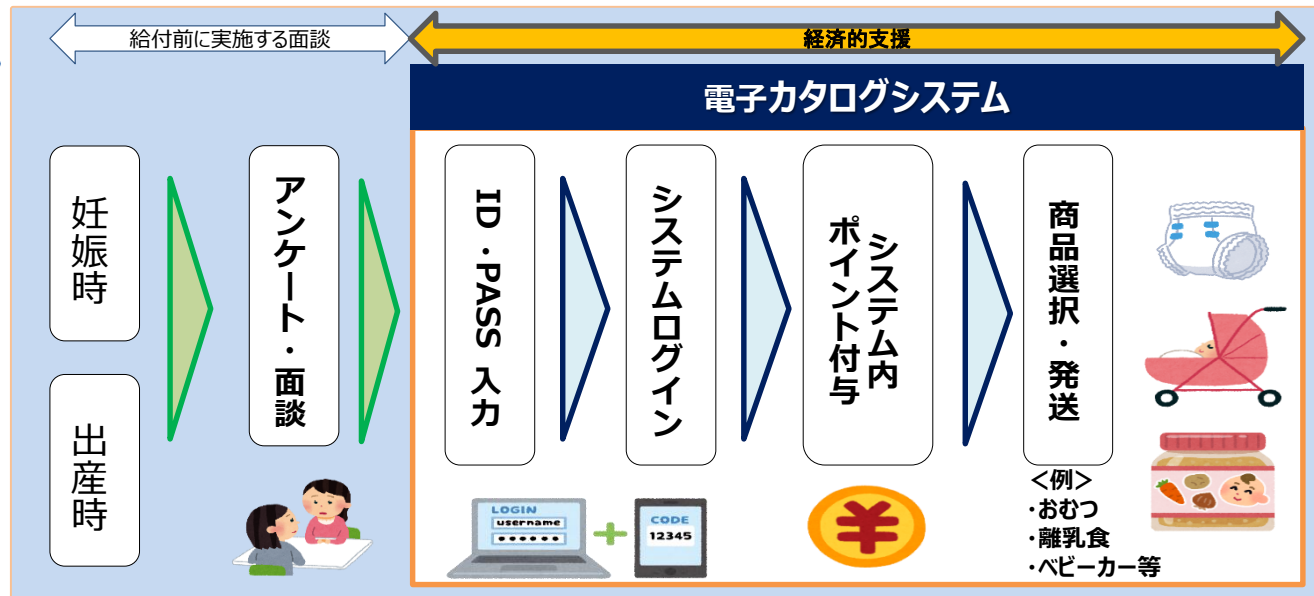 給付前に実施する面談
経済的支援
電子カタログシステム
妊娠時
出産時
アンケート・面談
ID・PASS 入力
システムログイン
システム内
ポイント付与
商品選択・発送
LOGIN
username
CODE
12345
＜例＞
・おむつ
・離乳食
・ベビーカー等